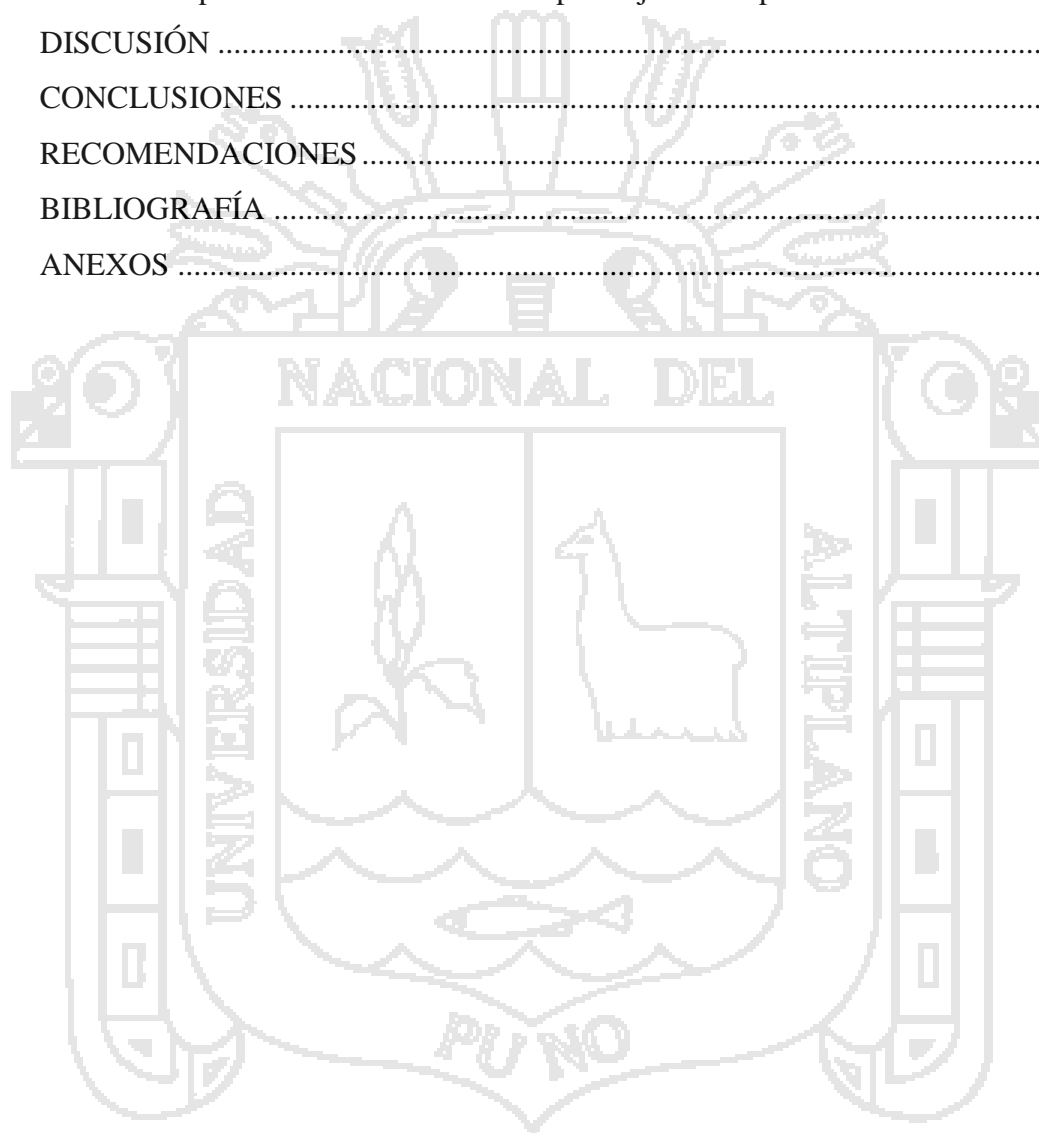 DISCUSIÓN ................................................................
CONCLUSIONES ................................................................
RECOMENDACIONES ................................................................
BIBLIOGRAFÍA ................................................................
ANEXOS ................................................................
NACIONAL DEL
UNIVERSIDAD
ALTIPLANO
PUNO